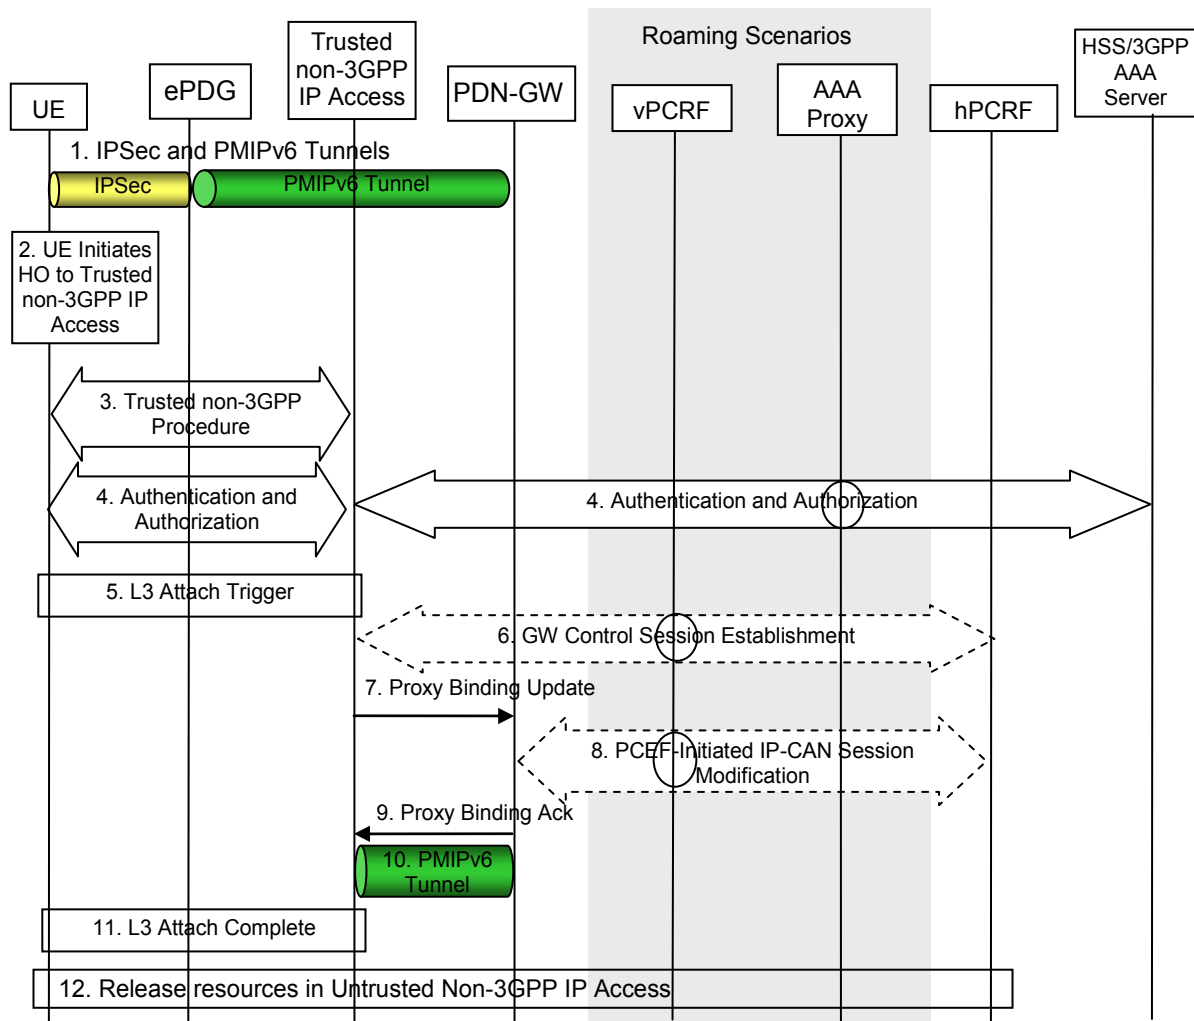 Roaming Scenarios
UE
ePDG
Trusted
non-3GPP
IP Access
PDN-GW
vPCRF
AAA
Proxy
hPCRF
HSS/3GPP
AAA
Server
1. IPSec and PMIPv6 Tunnels
IPSec
PMIPv6 Tunnel
2. UE Initiates
HO to Trusted
non-3GPP IP
Access
3. Trusted non-3GPP
Procedure
4. Authentication and
Authorization
4. Authentication and Authorization
5. L3 Attach Trigger
6. GW Control Session Establishment
7. Proxy Binding Update
8. PCEF-Initiated IP-CAN Session
Modification
9. Proxy Binding Ack
10. PMIPv6
Tunnel
11. L3 Attach Complete
12. Release resources in Untrusted Non-3GPP IP Access